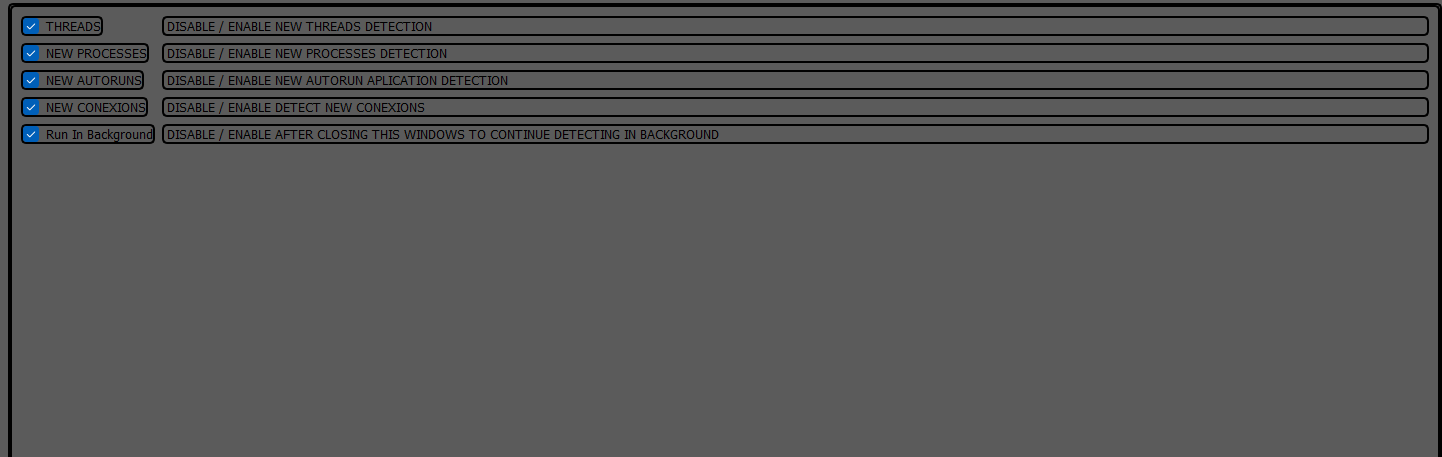 THREADS DISABLE / ENABLE NEW THREADS DETECTION
NEW PROCESSES DISABLE / ENABLE NEW PROCESSES DETECTION
NEW AUTORUNS DISABLE / ENABLE NEW AUTORUN APLICATION DETECTION
NEW CONEXIONS DISABLE / ENABLE DETECT NEW CONEXIONS
Run In Background DISABLE / ENABLE AFTER CLOSING THIS WINDOWS TO CONTINUE DETECTING IN BACKGROUND